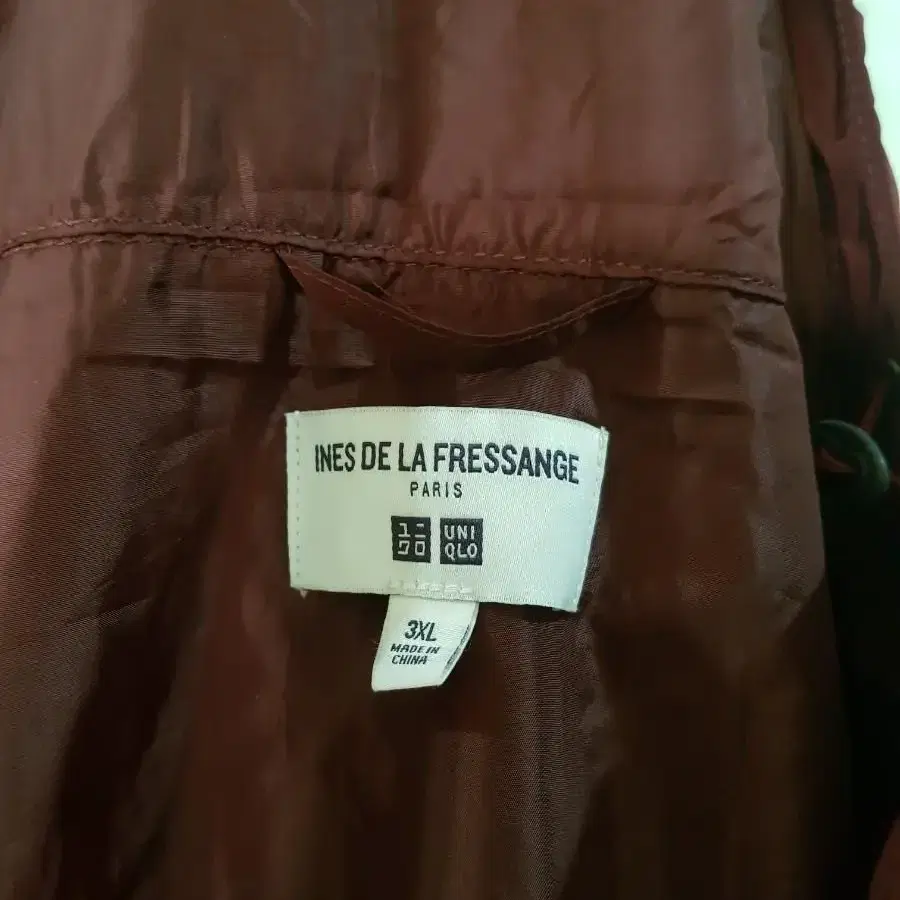 INES DE LA FRESSANGE
PARIS
ユニ
クロ
UNI
QLO
3XL
MADE IN
CHINA